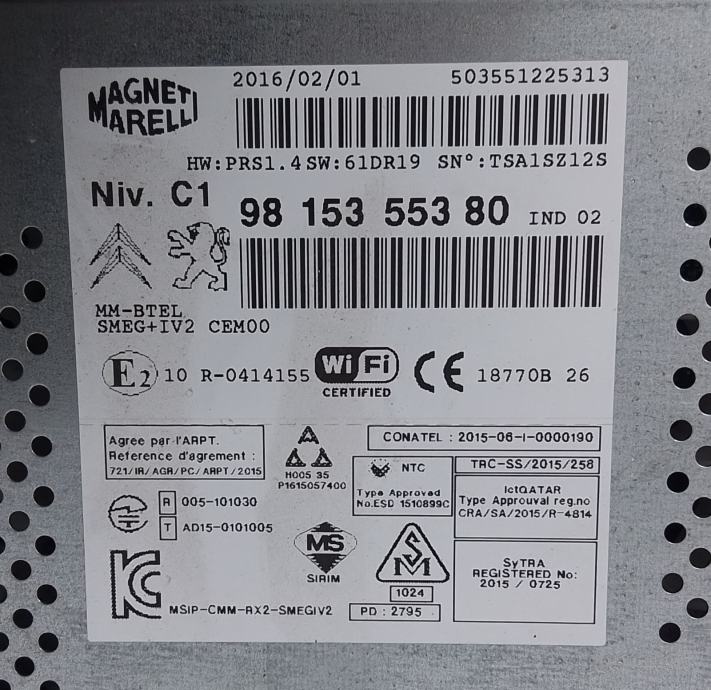 MAGNETI
MARELLI
2016/02/01 503551225313
HW:PRS1.4 SW:61DR19 SN°:TSA1SZ12S
Niv. C1
98 153 553 80 IND 02
MM-BTEL
SMEG+IV2 CEM00
E2 10 R-0414155 Wi Fi CERTIFIED CE 18770B 26
Agree par l'ARPT.
Reference d'agrement :
721/IR/AGR/PC/ARPT/2015
H005 35
P1615057400
CONATEL : 2015-06-I-0000190
NTC
Type Approved
No.ESD 1510899C
TRC-SS/2015/258
IctQATAR
Type Approuval reg.no
CRA/SA/2015/R-4814
R 005-101030
T AD15-0101005
MS
SIRIM
SM
1024
PD : 2795
SyTRA
REGISTERED No:
2015 / 0725
KC
MSIP-CMM-RX2-SMEGIV2